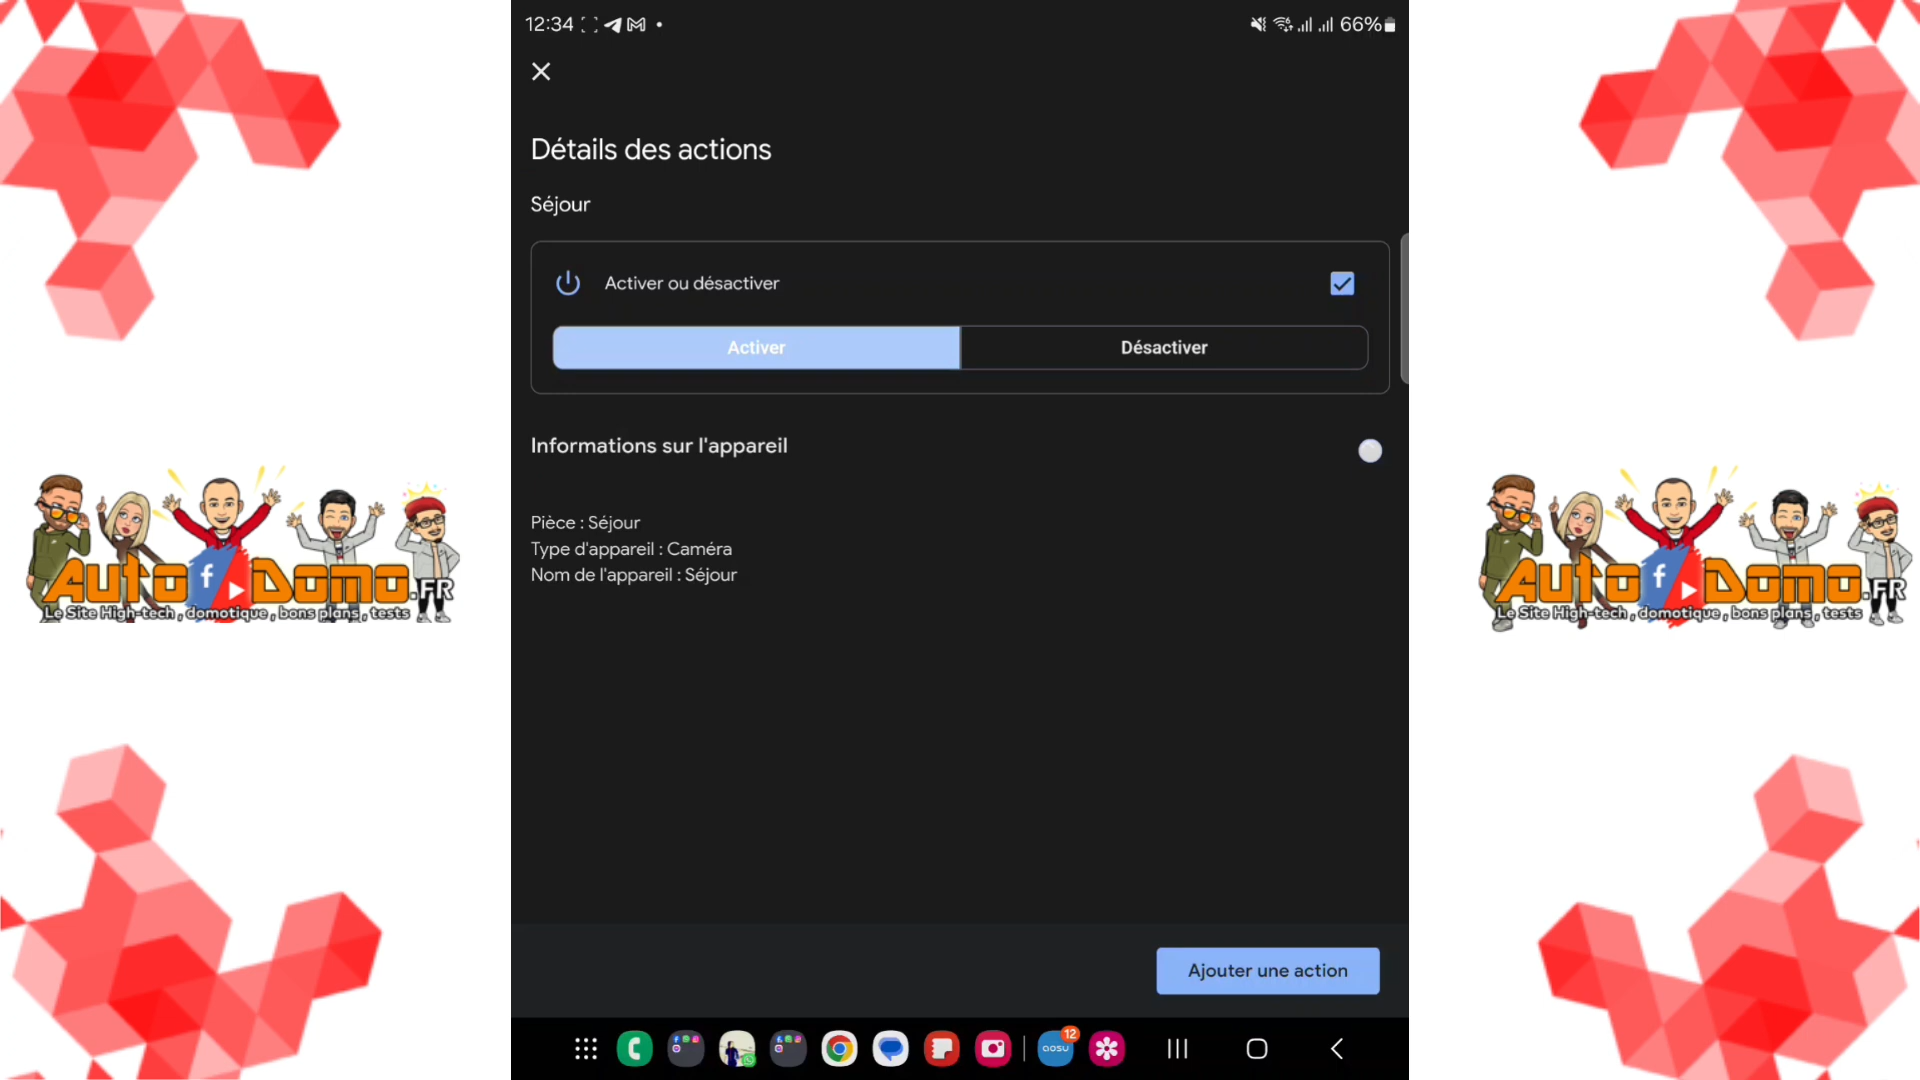 12:34
66%
Détails des actions
Séjour
Activer ou désactiver
Activer
Désactiver
Informations sur l'appareil
Pièce : Séjour
Type d'appareil : Caméra
Nom de l'appareil : Séjour
AutoDomo.FR
Le Site High-tech , domotique , bons plans , tests
AutoDomo.FR
Le Site High-tech , domotique , bons plans , tests
Ajouter une action
aosu
12